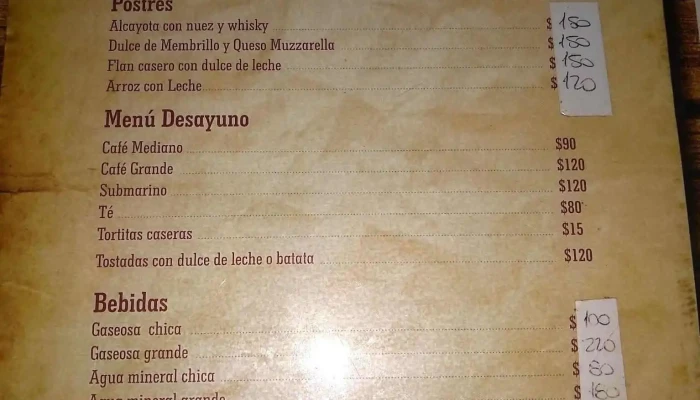 Postres
Alcayota con nuez y whisky $ 150
Dulce de Membrillo y Queso Muzzarella $ 150
Flan casero con dulce de leche $ 150
Arroz con Leche $ 120
Menú Desayuno
Café Mediano $90
Café Grande $120
Submarino $120
Té $80
Tortitas caseras $15
Tostadas con dulce de leche o batata $120
Bebidas
Gaseosa chica $ 100
Gaseosa grande $ 220
Agua mineral chica $ 80
Agua mineral grande $ 160